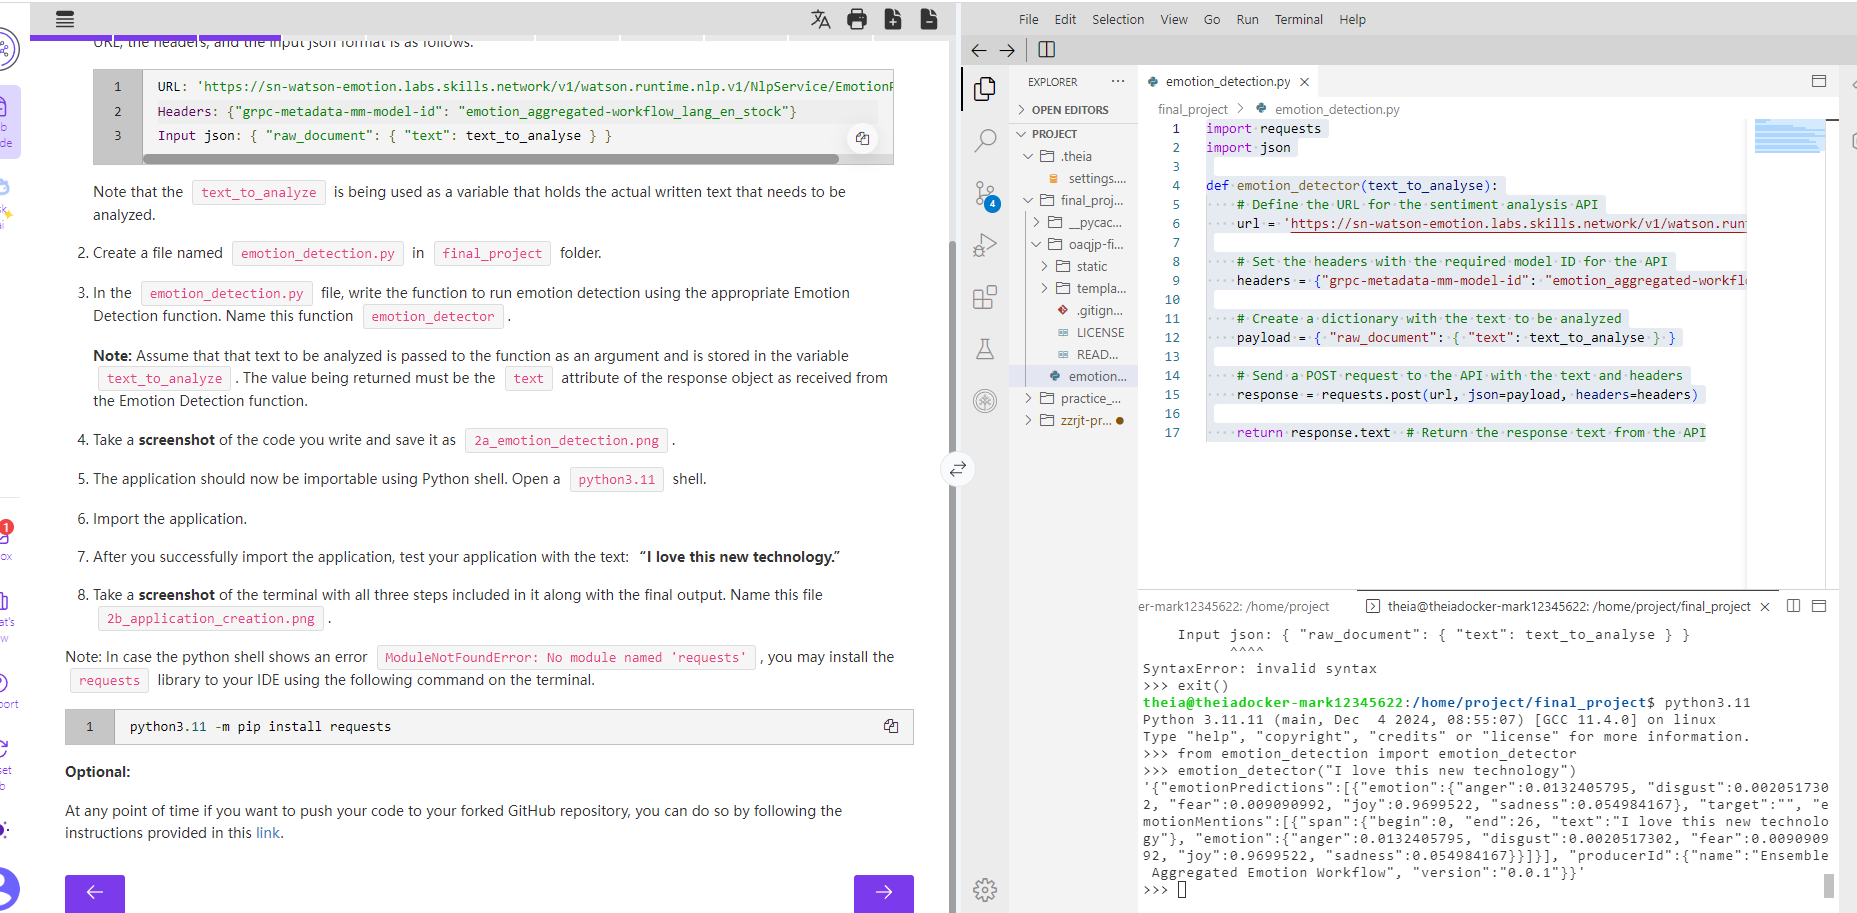 URL, the headers, and the input json format is as follows.
1 URL: 'https://sn-watson-emotion.labs.skills.network/v1/watson.runtime.nlp.v1/NlpService/EmotionP
2 Headers: {"grpc-metadata-mm-model-id": "emotion_aggregated-workflow_lang_en_stock"}
3 Input json: { "raw_document": { "text": text_to_analyse } }
Note that the text_to_analyze is being used as a variable that holds the actual written text that needs to be
analyzed.
2. Create a file named emotion_detection.py in final_project folder.
3. In the emotion_detection.py file, write the function to run emotion detection using the appropriate Emotion
Detection function. Name this function emotion_detector .
Note: Assume that that text to be analyzed is passed to the function as an argument and is stored in the variable
text_to_analyze . The value being returned must be the text attribute of the response object as received from
the Emotion Detection function.
4. Take a screenshot of the code you write and save it as 2a_emotion_detection.png .
5. The application should now be importable using Python shell. Open a python3.11 shell.
6. Import the application.
7. After you successfully import the application, test your application with the text: “I love this new technology.”
8. Take a screenshot of the terminal with all three steps included in it along with the final output. Name this file
2b_application_creation.png .
Note: In case the python shell shows an error ModuleNotFoundError: No module named 'requests' , you may install the
requests library to your IDE using the following command on the terminal.
1 python3.11 -m pip install requests
Optional:
At any point of time if you want to push your code to your forked GitHub repository, you can do so by following the
instructions provided in this link.
1
File Edit Selection View Go Run Terminal Help
EXPLORER ···
OPEN EDITORS
PROJECT
.theia
settings....
final_proj...
__pycac...
oaqjp-fi...
static
templa...
.gitign...
LICENSE
READ...
emotion...
practice_...
zzrjt-pr...
4
emotion_detection.py
final_project > emotion_detection.py
1 import requests
2 import json
3
4 def emotion_detector(text_to_analyse):
5 # Define the URL for the sentiment analysis API
6 url = 'https://sn-watson-emotion.labs.skills.network/v1/watson.run
7
8 # Set the headers with the required model ID for the API
9 headers = {"grpc-metadata-mm-model-id": "emotion_aggregated-workfl
10
11 # Create a dictionary with the text to be analyzed
12 payload = { "raw_document": { "text": text_to_analyse } }
13
14 # Send a POST request to the API with the text and headers
15 response = requests.post(url, json=payload, headers=headers)
16
17 return response.text # Return the response text from the API
er-mark12345622: /home/project
theia@theiadocker-mark12345622: /home/project/final_project
Input json: { "raw_document": { "text": text_to_analyse } }
^^^^
SyntaxError: invalid syntax
>>> exit()
theia@theiadocker-mark12345622:/home/project/final_project$ python3.11
Python 3.11.11 (main, Dec  4 2024, 08:55:07) [GCC 11.4.0] on linux
Type "help", "copyright", "credits" or "license" for more information.
>>> from emotion_detection import emotion_detector
>>> emotion_detector("I love this new technology")
'{"emotionPredictions":[{"emotion":{"anger":0.0132405795, "disgust":0.002051730
2, "fear":0.009090992, "joy":0.9699522, "sadness":0.054984167}, "target":"", "e
motionMentions":[{"span":{"begin":0, "end":26, "text":"I love this new technolo
gy"}, "emotion":{"anger":0.0132405795, "disgust":0.0020517302, "fear":0.0090909
92, "joy":0.9699522, "sadness":0.054984167}}]}], "producerId":{"name":"Ensemble
Aggregated Emotion Workflow", "version":"0.0.1"}}'
>>>